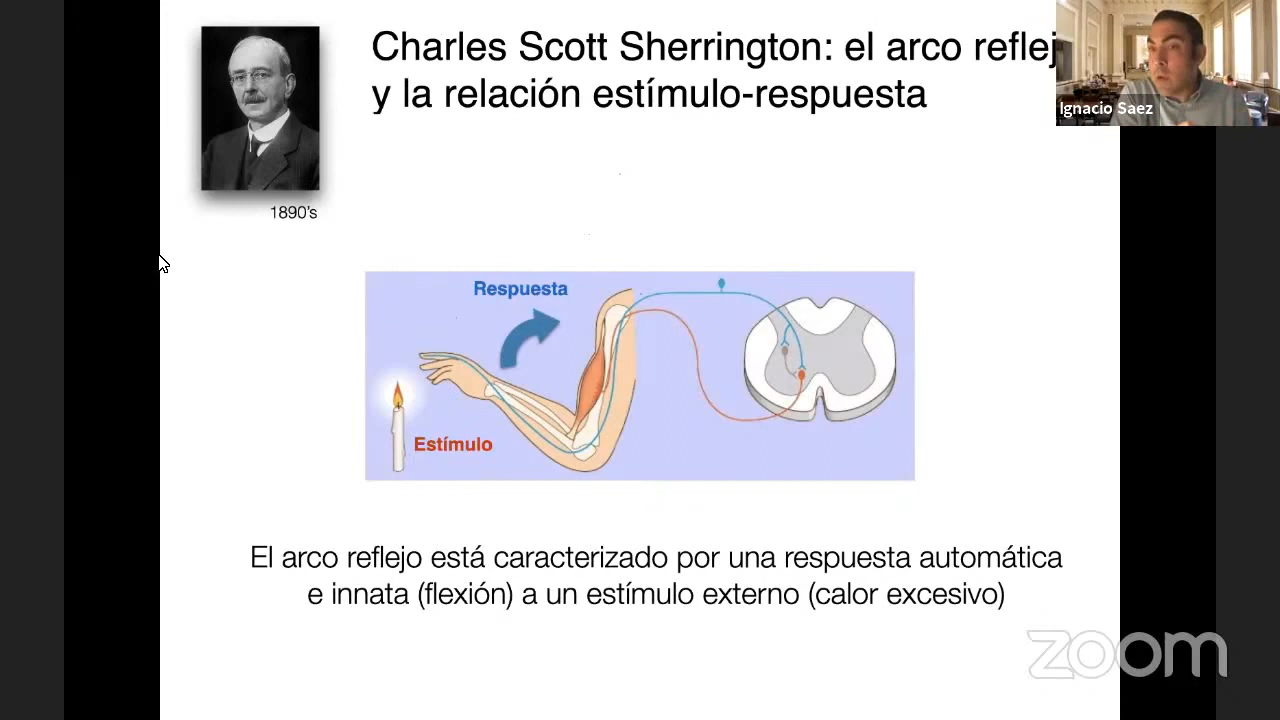 Charles Scott Sherrington: el arco reflej
y la relación estímulo-respuesta
Ignacio Saez
1890's
Respuesta
Estímulo
El arco reflejo está caracterizado por una respuesta automática
e innata (flexión) a un estímulo externo (calor excesivo)
zoom